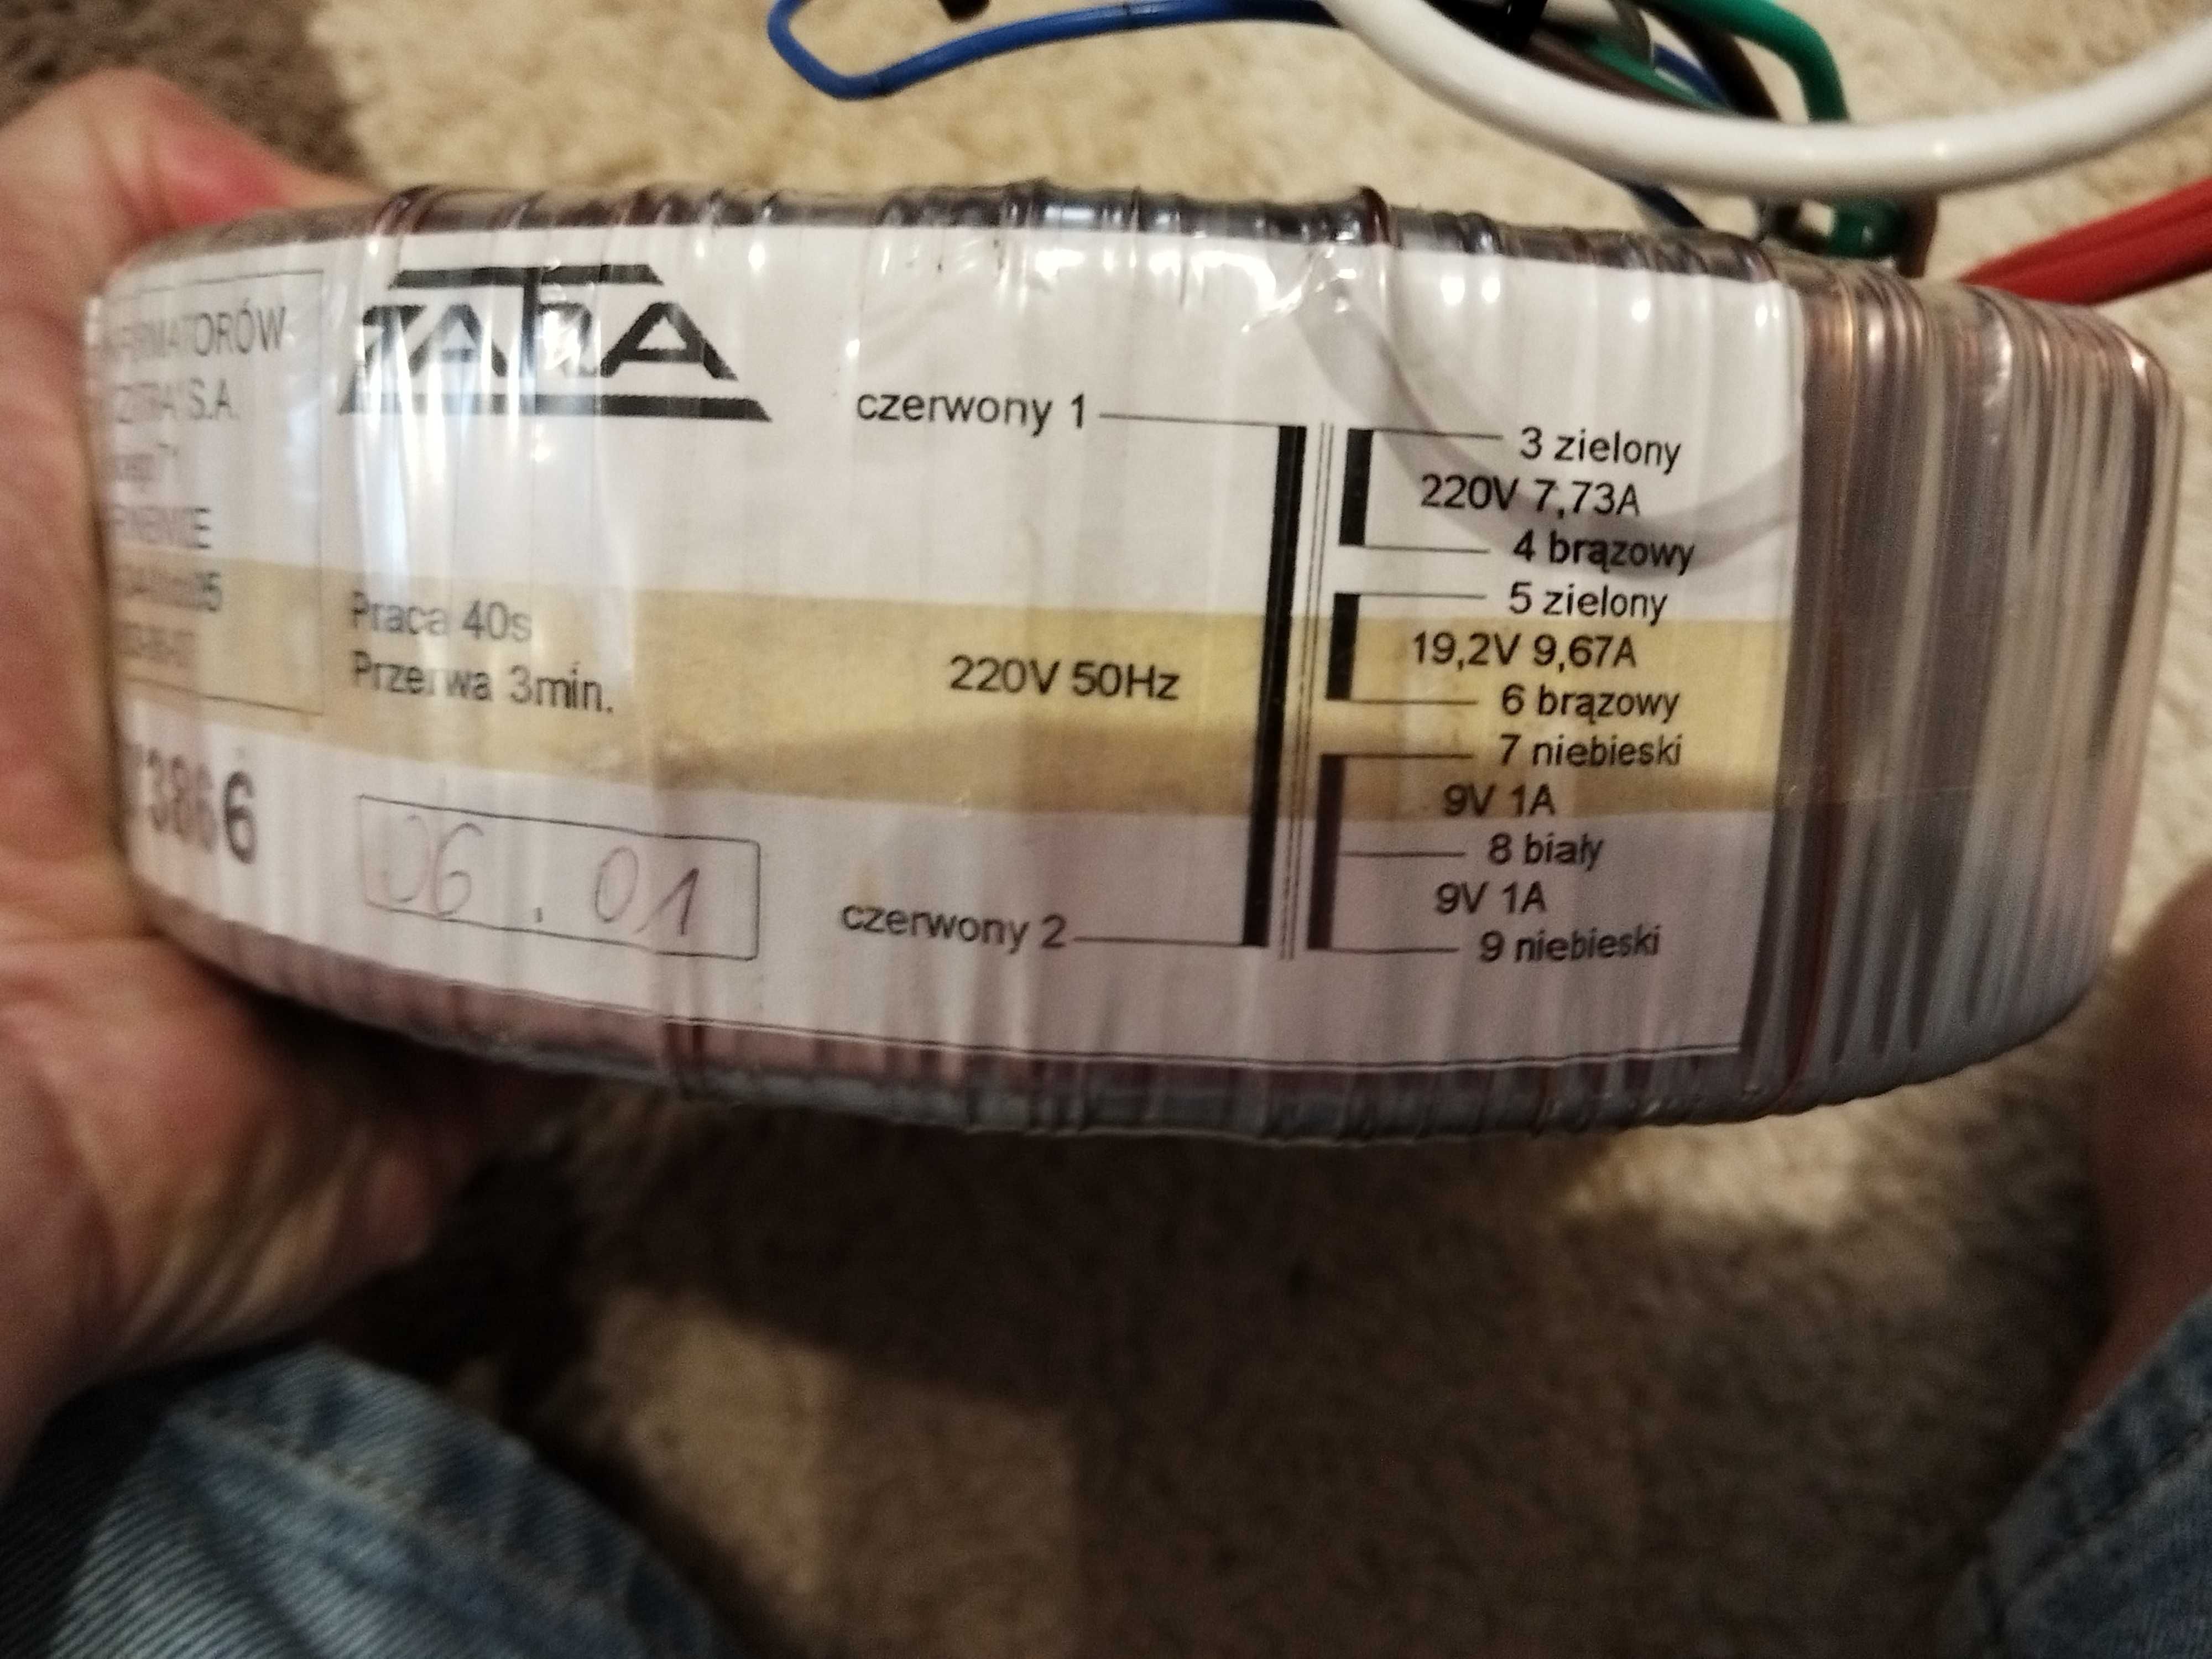 S.A.
ZATRA
Praca 40s
Przerwa 3min.
06.01
czerwony 1
220V 50Hz
czerwony 2
3 zielony
220V 7,73A
4 brązowy
5 zielony
19,2V 9,67A
6 brązowy
7 niebieski
9V 1A
8 biały
9V 1A
9 niebieski